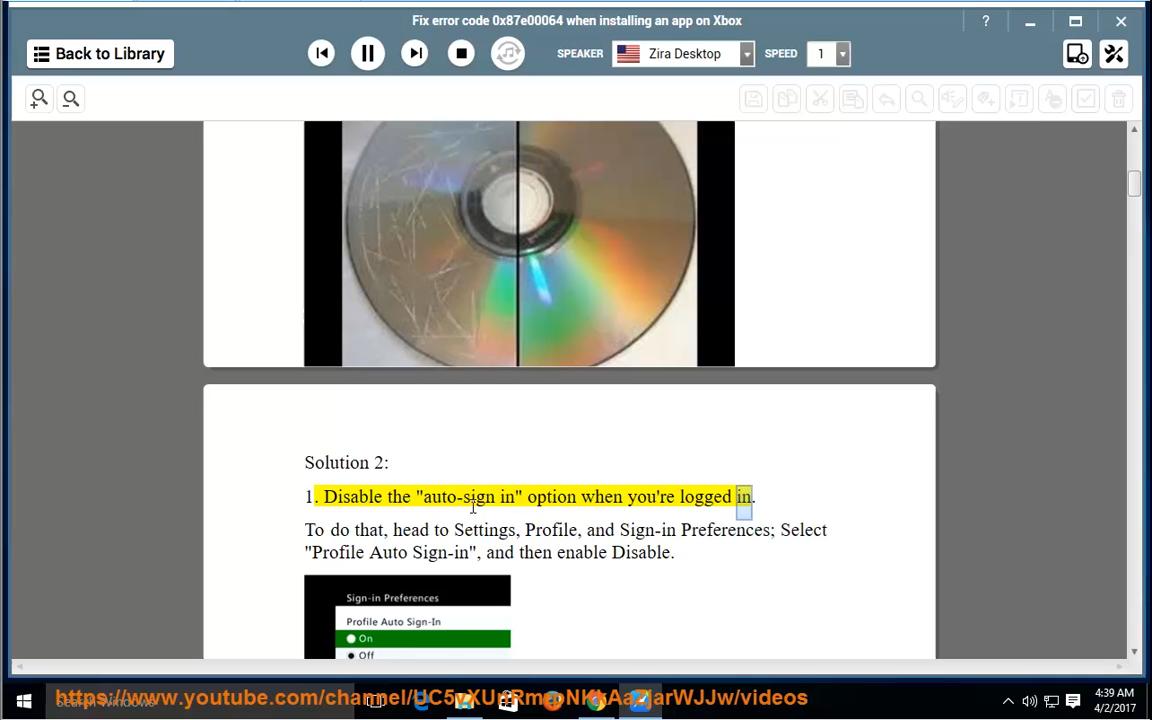 Fix error code 0x87e00064 when installing an app on Xbox
Back to Library
SPEAKER
Zira Desktop
SPEED
1
Solution 2:
1. Disable the "auto-sign in" option when you're logged in.
To do that, head to Settings, Profile, and Sign-in Preferences; Select
"Profile Auto Sign-in", and then enable Disable.
Sign-in Preferences
Profile Auto Sign-In
On
Off
Search Windows
4:39 AM
4/2/2017